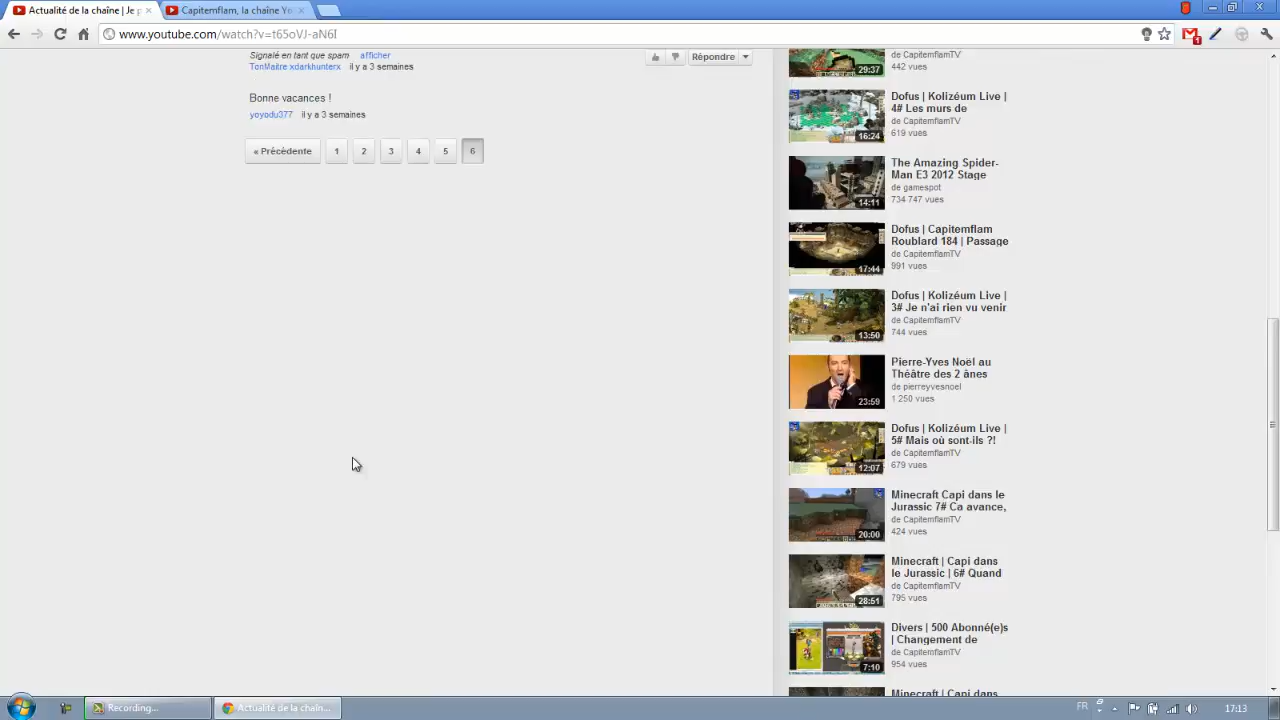 Actualité de la chaîne | Je p
Capitemflam, la chaîne Yo
www.youtube.com/watch?v=t65oVJ-aN6I
1
Signalé en tant que spam afficher
TonMaitre xdarkhunterx il y a 3 semaines
Répondre
Bonne vacances !
yoyodu377 il y a 3 semaines
« Précédente 1 2 3 4 5 6
29:37
de CapitemflamTV
442 vues
16:24
Dofus | Kolizéum Live |
4# Les murs de
de CapitemflamTV
619 vues
14:11
The Amazing Spider-
Man E3 2012 Stage
de gamespot
734 747 vues
17:44
Dofus | Capitemflam
Roublard 184 | Passage
de CapitemflamTV
991 vues
13:50
Dofus | Kolizéum Live |
3# Je n'ai rien vu venir
de CapitemflamTV
744 vues
23:59
Pierre-Yves Noël au
Théâtre des 2 ânes
de pierreyvesnoel
1 250 vues
12:07
Dofus | Kolizéum Live |
5# Mais où sont-ils ?!
de CapitemflamTV
679 vues
20:00
Minecraft Capi dans le
Jurassic 7# Ca avance,
de CapitemflamTV
424 vues
28:51
Minecraft | Capi dans
le Jurassic | 6# Quand
de CapitemflamTV
795 vues
7:10
Divers | 500 Abonné(e)s
| Changement de
de CapitemflamTV
954 vues
Minecraft | Capi dans
Recording...
Actualité de la chaîn...
FR
17:13